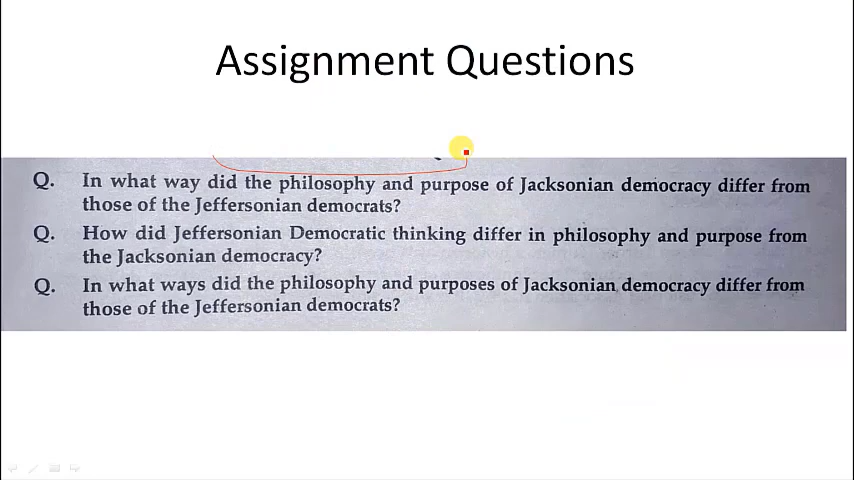 Assignment Questions
Q. In what way did the philosophy and purpose of Jacksonian democracy differ from
those of the Jeffersonian democrats?
Q. How did Jeffersonian Democratic thinking differ in philosophy and purpose from
the Jacksonian democracy?
Q. In what ways did the philosophy and purposes of Jacksonian democracy differ from
those of the Jeffersonian democrats?